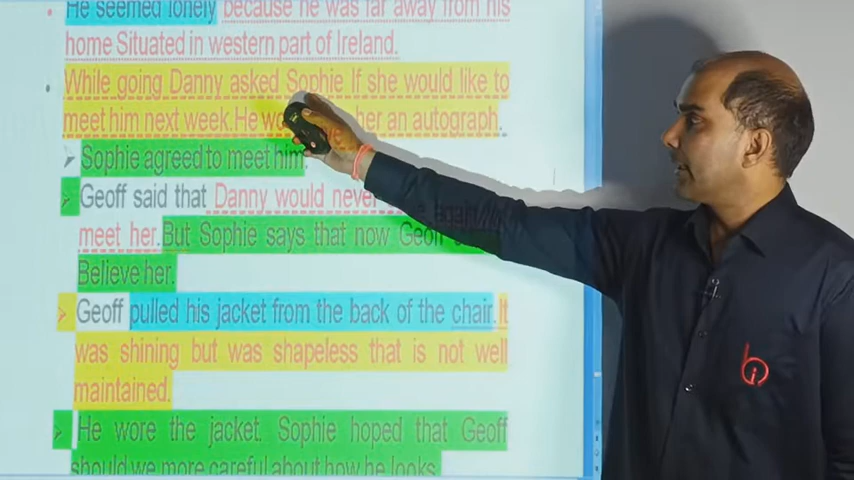 He seemed lonely because he was far away from his
home Situated in western part of Ireland.
While going Danny asked Sophie If she would like to
meet him next week.He her an autograph.
Sophie agreed to meet him.
Geoff said that Danny would never
meet her. But Sophie says that now Geoff
Believe her.
Geoff pulled his jacket from the back of the chair. It
was shining but was shapeless that is not well
maintained.
He wore the jacket Sophie hoped that Geoff
should we more careful about how he looks